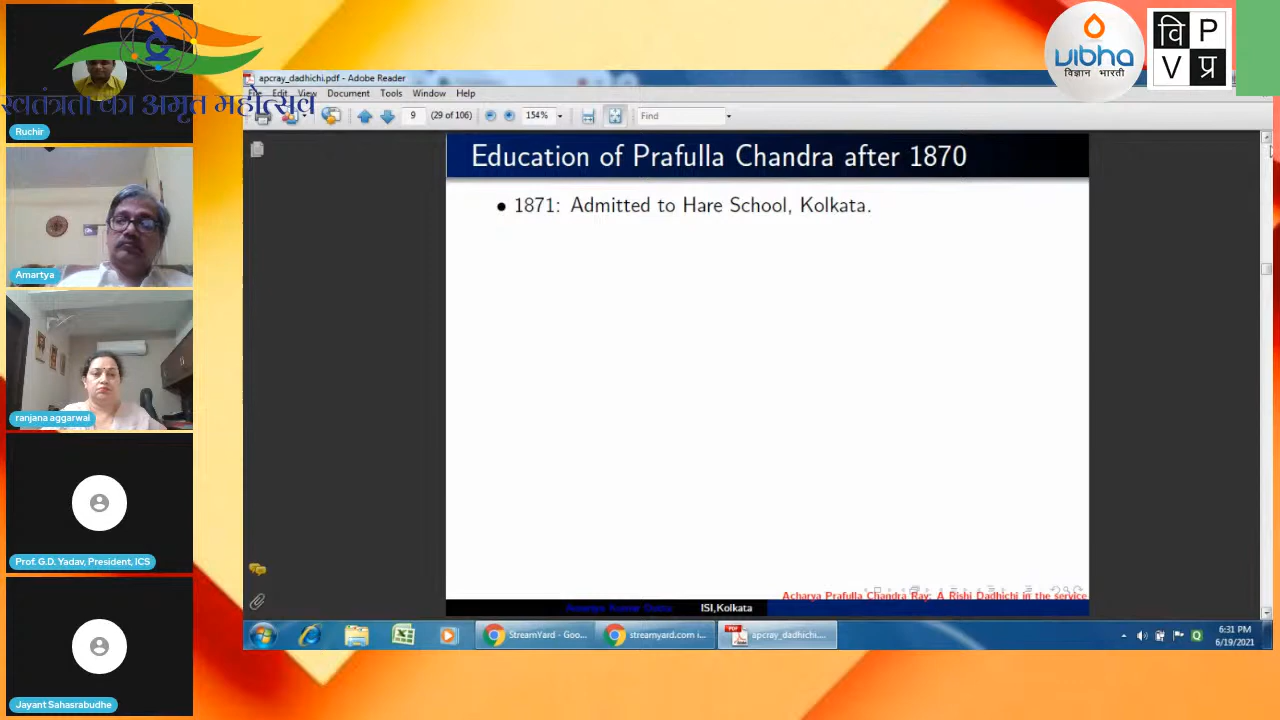 स्वतंत्रता का अमृत महोत्सव
Ruchir
Amartya
ranjana aggarwal
Prof. G.D. Yadav, President, ICS
Jayant Sahasrabudhe
vibha
विज्ञान भारती
वि P
V प्र
apcray_dadhichi.pdf - Adobe Reader
File Edit View Document Tools Window Help
9 (29 of 106) 154% Find
Education of Prafulla Chandra after 1870
• 1871: Admitted to Hare School, Kolkata.
Acharya Prafulla Chandra Ray: A Rishi Dadhichi in the service
Amartya Kumar Dutta ISI,Kolkata
StreamYard - Goo...
streamyard.com i...
apcray_dadhichi....
6:31 PM
6/19/2021